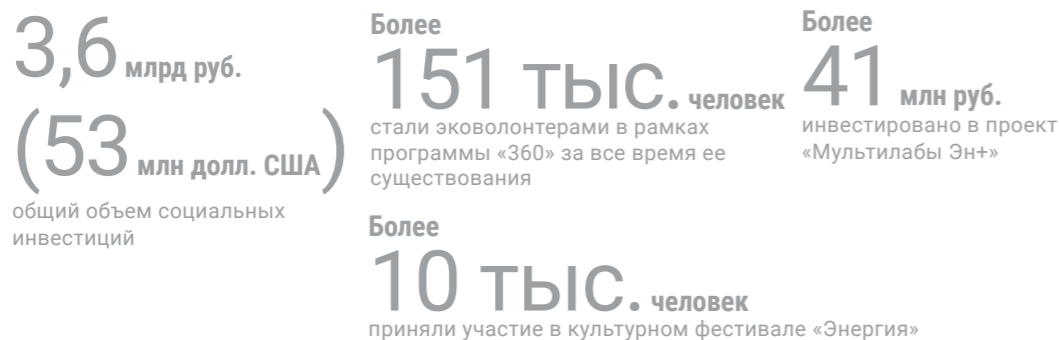 3,6 млрд руб.
(53 млн долл. США)
общий объем социальных
инвестиций
Более
151 тыс. человек
стали эковолонтерами в рамках
программы «360» за все время ее
существования
Более
41 млн руб.
инвестировано в проект
«Мультилабы Эн+»
Более
10 тыс. человек
приняли участие в культурном фестивале «Энергия»